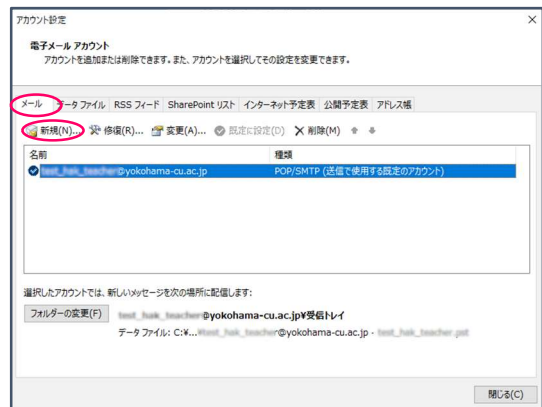 アカウント設定
電子メール アカウント
アカウントを追加または削除できます。また、アカウントを選択してその設定を変更できます。
メール データ ファイル RSS フィード SharePoint リスト インターネット予定表 公開予定表 アドレス帳
新規(N)... 修復(R)... 変更(A)... 既定に設定(D) 削除(M)
名前 種類
@yokohama-cu.ac.jp POP/SMTP (送信で使用する既定のアカウント)
選択したアカウントでは、新しいメッセージを次の場所に配信します:
フォルダーの変更(F) @yokohama-cu.ac.jp¥受信トレイ
データ ファイル: C:¥...¥ @yokohama-cu.ac.jp -
閉じる(C)